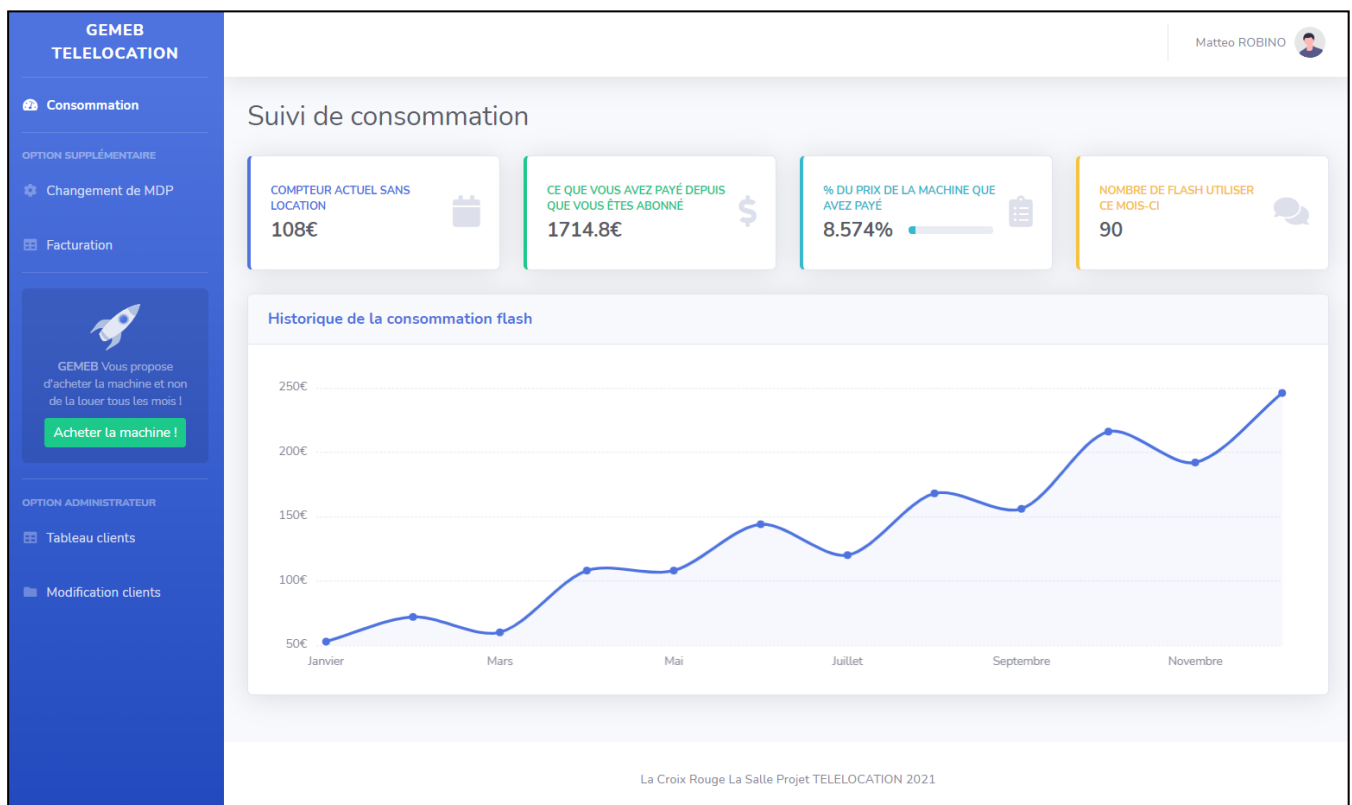 GEMEB
TELELOCATION
Matteo ROBINO
Consommation
OPTION SUPPLÉMENTAIRE
Changement de MDP
Facturation
GEMEB Vous propose
d'acheter la machine et non
de la louer tous les mois !
Acheter la machine !
OPTION ADMINISTRATEUR
Tableau clients
Modification clients
Suivi de consommation
COMPTEUR ACTUEL SANS
LOCATION
108€
CE QUE VOUS AVEZ PAYÉ DEPUIS
QUE VOUS ÊTES ABONNÉ
$
1714.8€
% DU PRIX DE LA MACHINE QUE
AVEZ PAYÉ
8.574%
NOMBRE DE FLASH UTILISER
CE MOIS-CI
90
Historique de la consommation flash
250€
200€
150€
100€
50€
Janvier Mars Mai Juillet Septembre Novembre
La Croix Rouge La Salle Projet TELELOCATION 2021